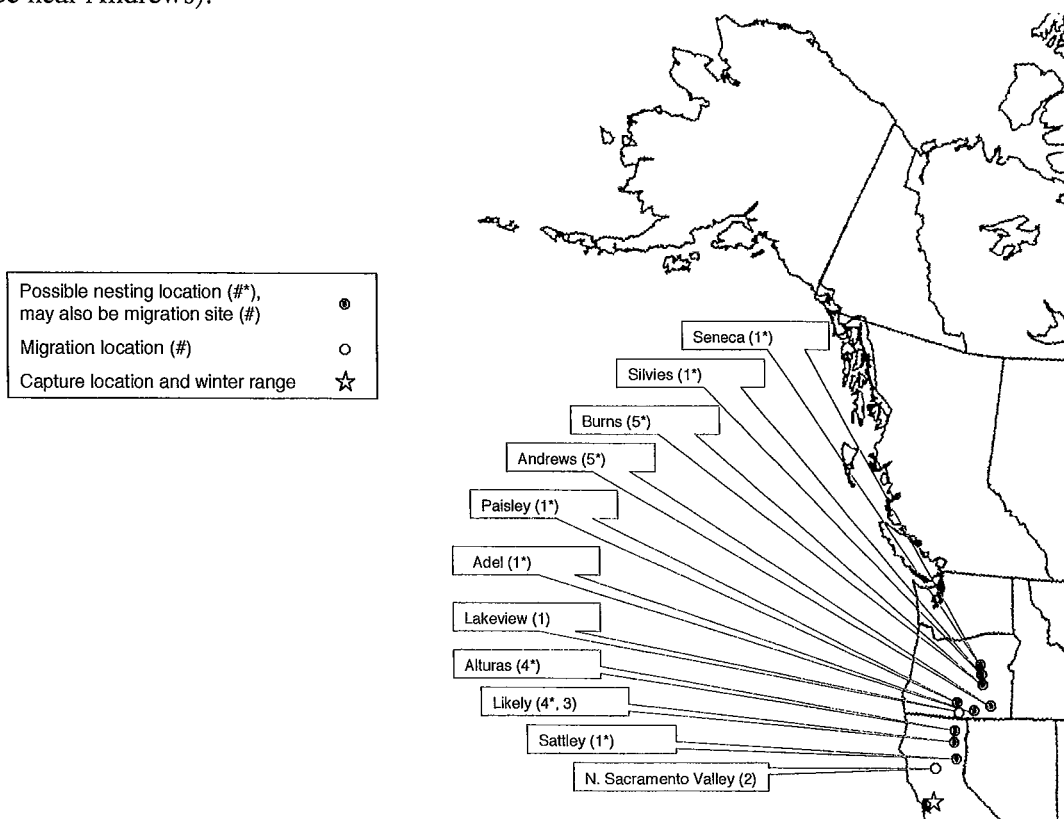 be near Andrews).
Possible nesting location (#*),
may also be migration site (#)
Migration location (#)
Capture location and winter range
Seneca (1*)
Silvies (1*)
Burns (5*)
Andrews (5*)
Paisley (1*)
Adel (1*)
Lakeview (1)
Alturas (4*)
Likely (4*, 3)
Sattley (1*)
N. Sacramento Valley (2)